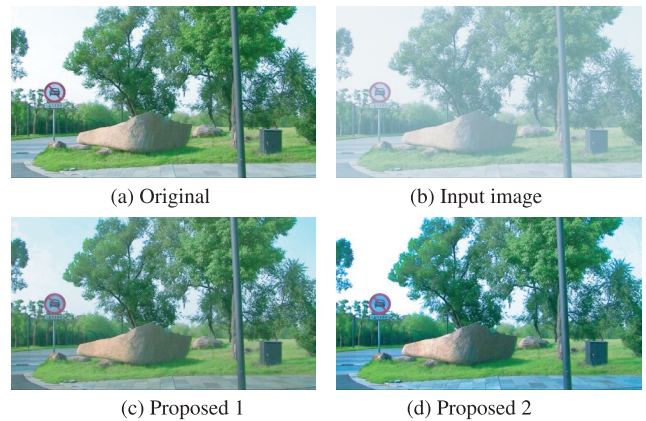 (a) Original
(b) Input image
(c) Proposed 1
(d) Proposed 2